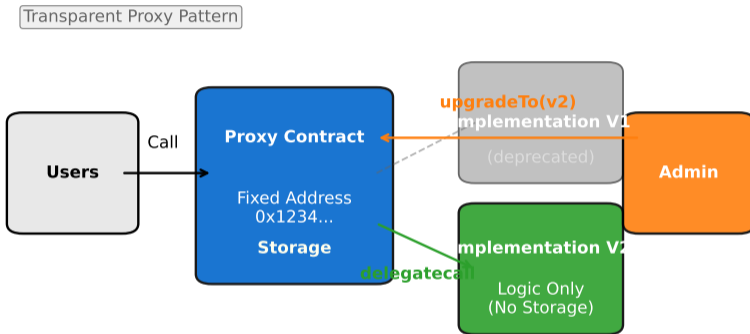 Transparent Proxy Pattern
Users
Call
Proxy Contract
Fixed Address
0x1234...
Storage
upgradeTo(v2)
mplementation V1
(deprecated)
Admin
delegatecall
mplementation V2
Logic Only
(No Storage)